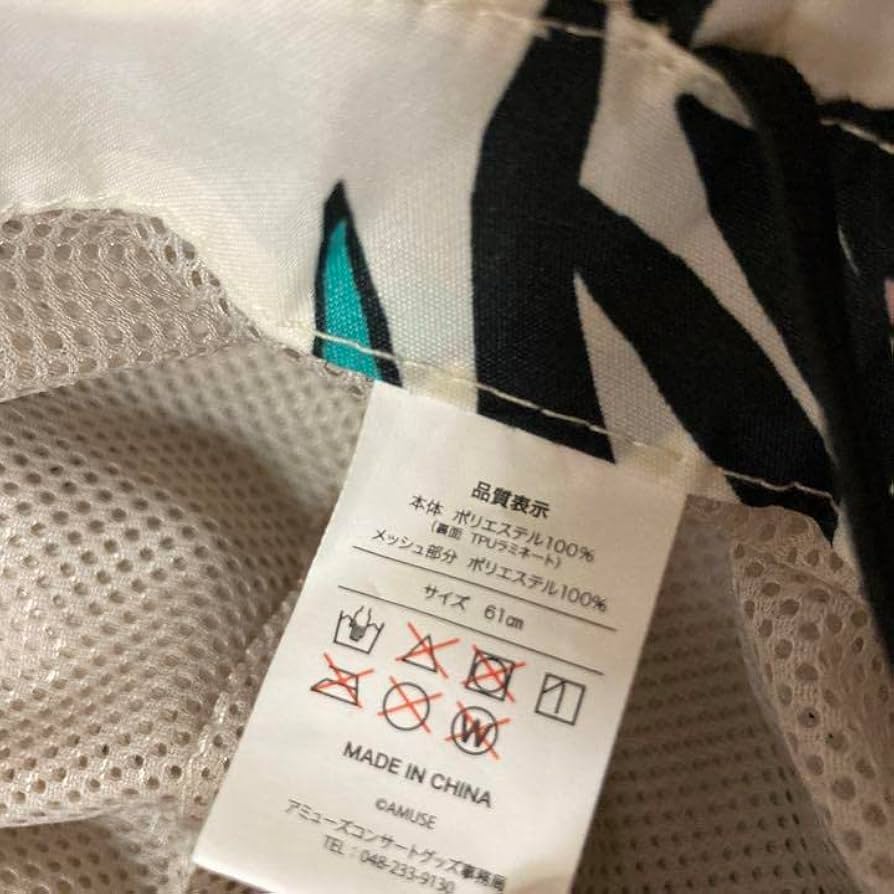 品質表示
本体 ポリエステル100%
(裏面 TPUラミネート)
メッシュ部分 ポリエステル100%
サイズ 61㎝
W
MADE IN CHINA
©AMUSE
アミューズコンサートグッズ事務局
TEL：048-233-9130